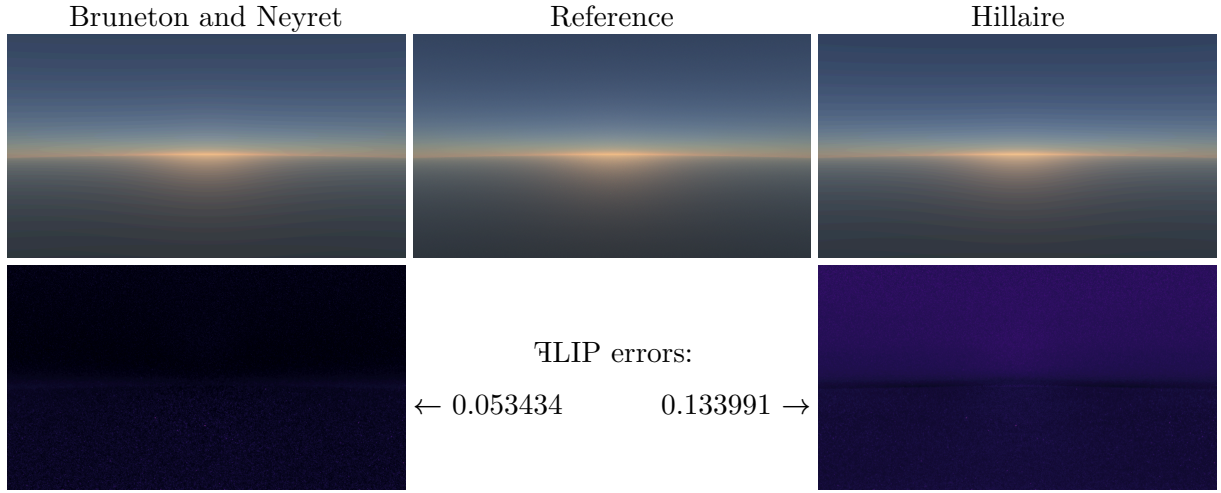 Bruneton and Neyret
Reference
Hillaire
ꟻLIP errors:
← 0.053434
0.133991 →